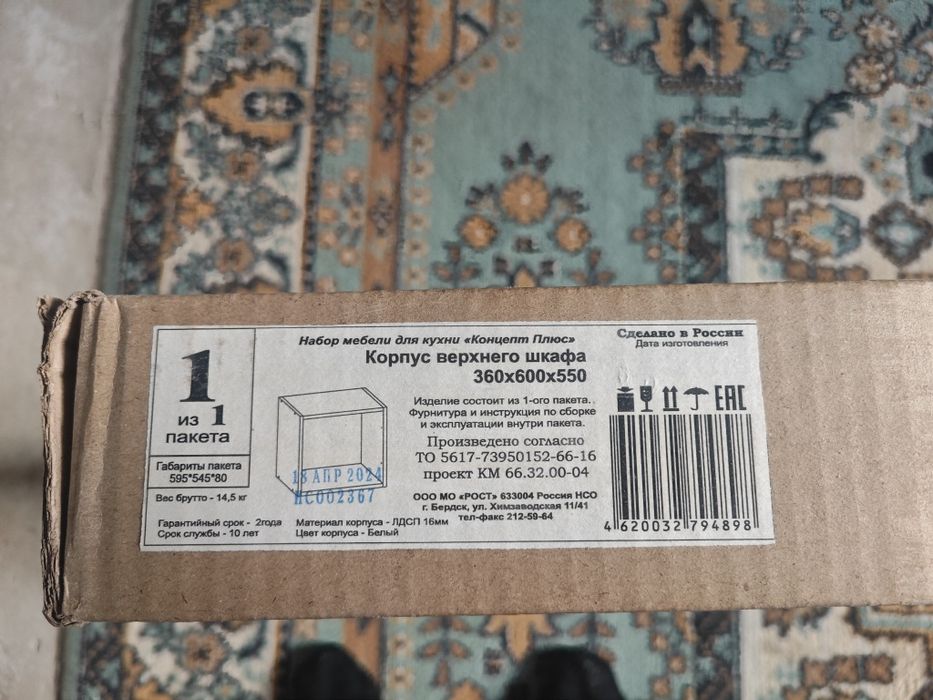 1
из 1
пакета
Габариты пакета
595*545*80
Вес брутто - 14,5 кг
Гарантийный срок - 2года
Срок службы - 10 лет
Набор мебели для кухни «Концепт Плюс»
Корпус верхнего шкафа
360х600х550
Изделие состоит из 1-ого пакета.
Фурнитура и инструкция по сборке
и эксплуатации внутри пакета.
Произведено согласно
ТО 5617-73950152-66-16
проект КМ 66.32.00-04
18 АПР 2024
НС002367
ООО МО «РОСТ» 633004 Россия НСО
г. Бердск, ул. Химзаводская 11/41
тел-факс 212-59-64
Материал корпуса - ЛДСП 16мм
Цвет корпуса - Белый
Сделано в России
Дата изготовления
ЕАС
4 620032 794898